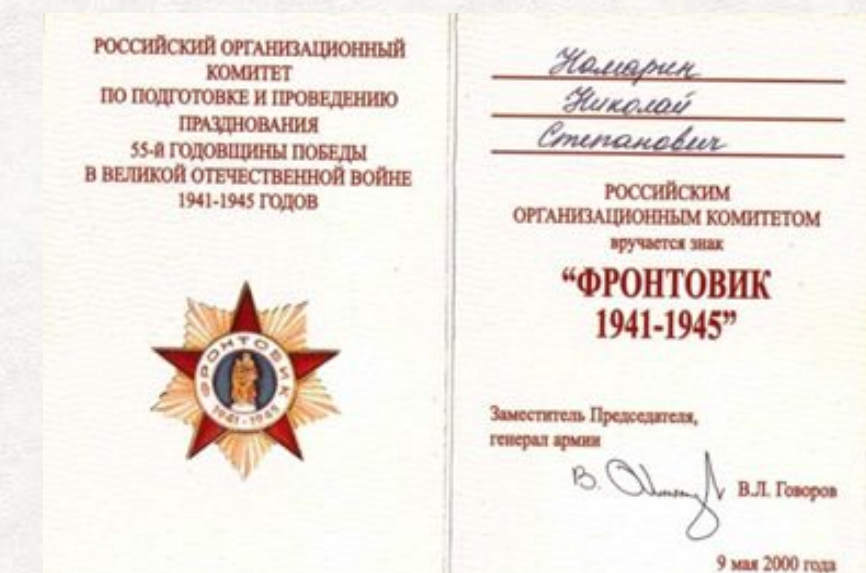 РОССИЙСКИЙ ОРГАНИЗАЦИОННЫЙ
КОМИТЕТ
ПО ПОДГОТОВКЕ И ПРОВЕДЕНИЮ
ПРАЗДНОВАНИЯ
55-й ГОДОВЩИНЫ ПОБЕДЫ
В ВЕЛИКОЙ ОТЕЧЕСТВЕННОЙ ВОЙНЕ
1941-1945 ГОДОВ
ФРОНТОВИК
1941-1945
Номарин
Николай
Степанович
РОССИЙСКИМ
ОРГАНИЗАЦИОННЫМ КОМИТЕТОМ
вручается знак
“ФРОНТОВИК
1941-1945”
Заместитель Председателя,
генерал армии
В.Л. Говоров
9 мая 2000 года